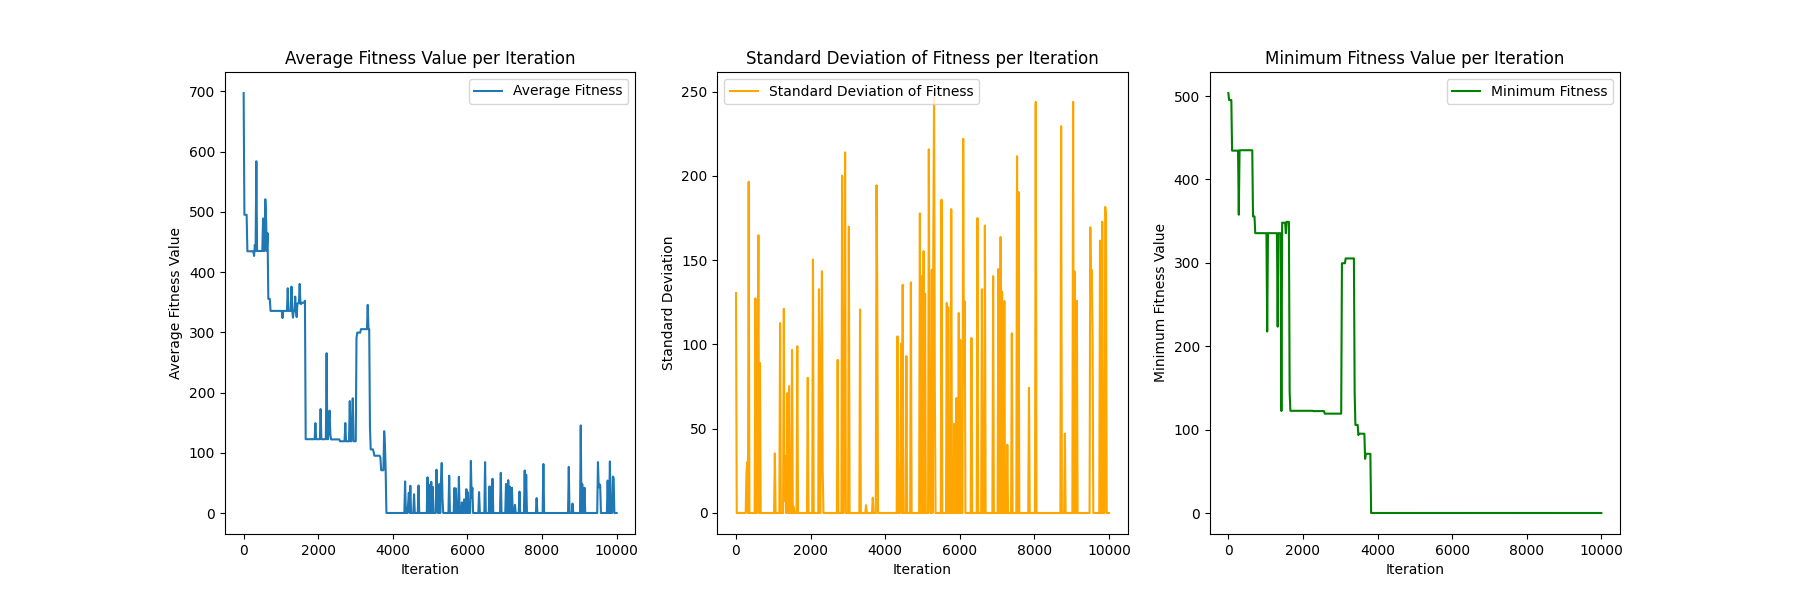 Average Fitness Value per Iteration
Average Fitness
700
600
500
400
300
200
100
0
Average Fitness Value
0 2000 4000 6000 8000 10000
Iteration
Standard Deviation of Fitness per Iteration
Standard Deviation of Fitness
250
200
150
100
50
0
Standard Deviation
0 2000 4000 6000 8000 10000
Iteration
Minimum Fitness Value per Iteration
Minimum Fitness
500
400
300
200
100
0
Minimum Fitness Value
0 2000 4000 6000 8000 10000
Iteration